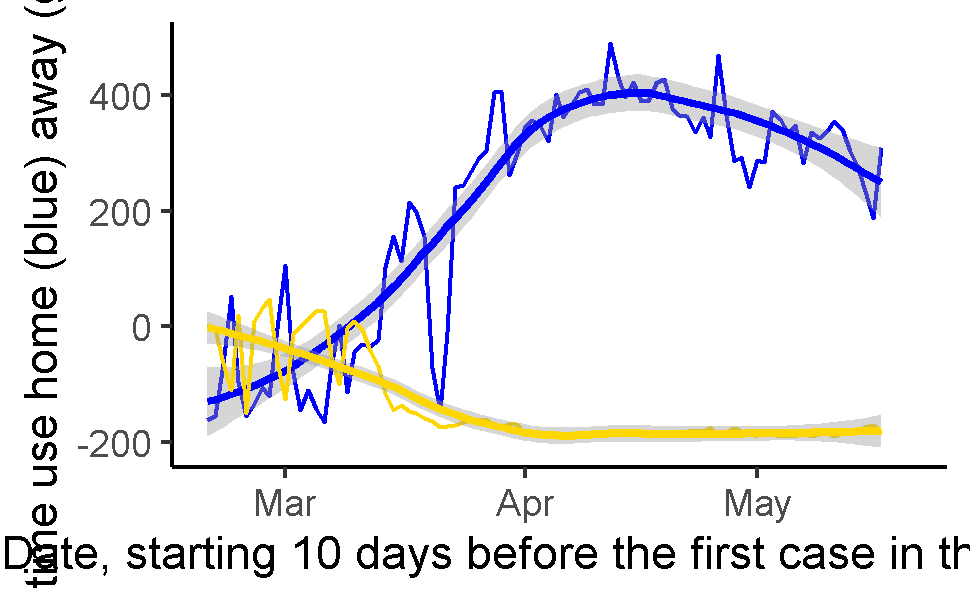 time use home (blue) away (
400
200
0
-200
Mar Apr May
Date, starting 10 days before the first case in th